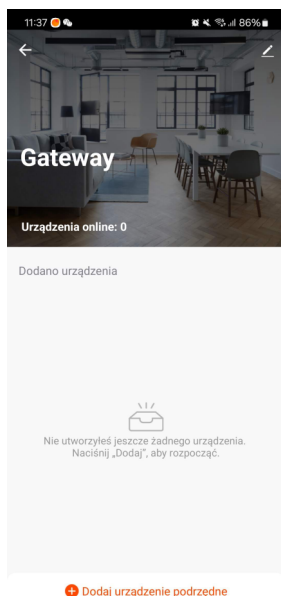 11:37 86%
Gateway
Urządzenia online: 0
Dodano urządzenia
Nie utworzyłeś jeszcze żadnego urządzenia.
Naciśnij „Dodaj”, aby rozpocząć.
Dodaj urządzenie podrzędne